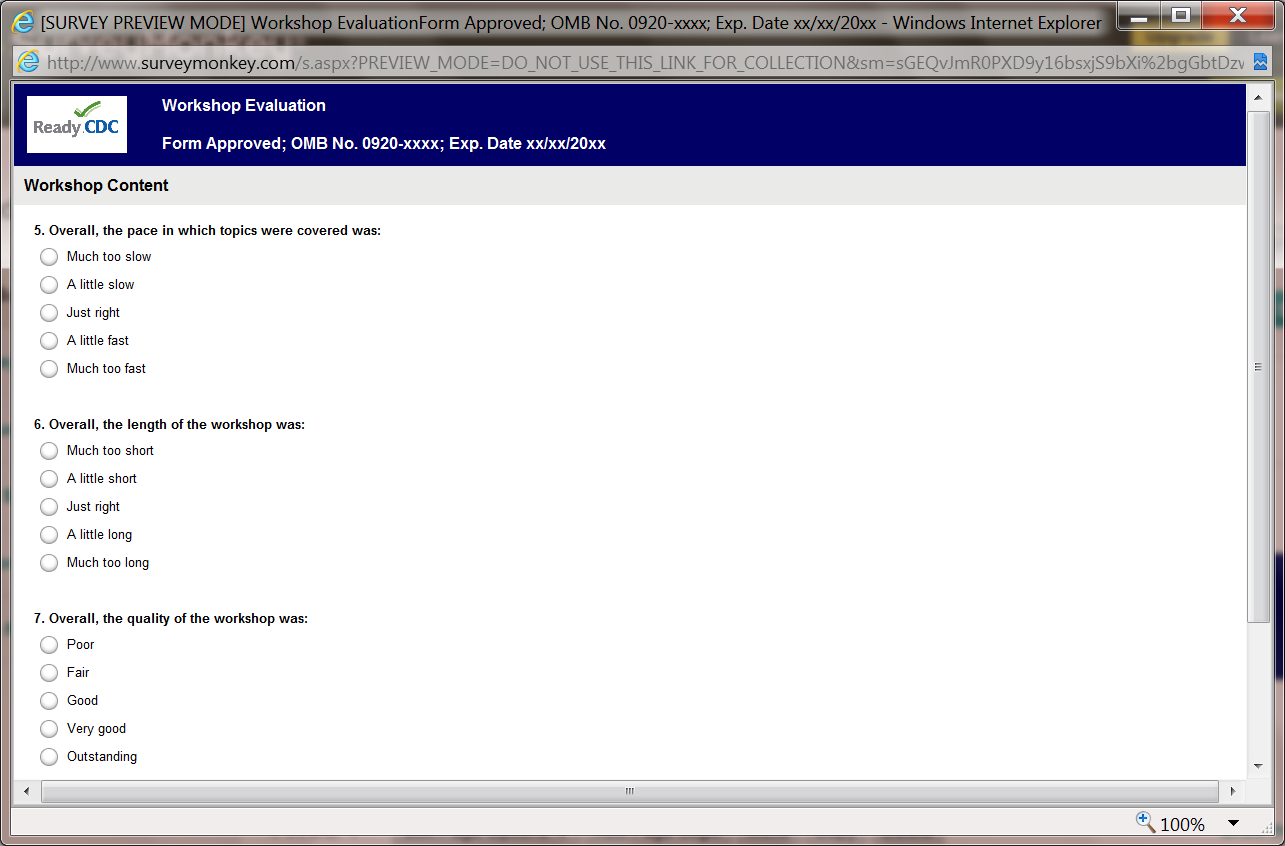 [SURVEY PREVIEW MODE] Workshop EvaluationForm Approved; OMB No. 0920-xxxx; Exp. Date xx/xx/20xx - Windows Internet Explorer
http://www.surveymonkey.com/s.aspx?PREVIEW_MODE=DO_NOT_USE_THIS_LINK_FOR_COLLECTION&sm=sGEQvJmR0PXD9y16bsxjS9bXi%2bgGbtDzv
Ready CDC
Workshop Evaluation
Form Approved; OMB No. 0920-xxxx; Exp. Date xx/xx/20xx
Workshop Content
5. Overall, the pace in which topics were covered was:
Much too slow
A little slow
Just right
A little fast
Much too fast
6. Overall, the length of the workshop was:
Much too short
A little short
Just right
A little long
Much too long
7. Overall, the quality of the workshop was:
Poor
Fair
Good
Very good
Outstanding
100%